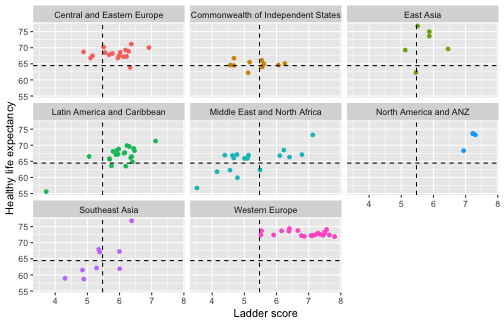 Central and Eastern Europe
Commonwealth of Independent States
East Asia
75
70
65
60
55
Latin America and Caribbean
Middle East and North Africa
North America and ANZ
75
70
65
60
55
Healthy life expectancy
4 5 6 7 8
Southeast Asia
Western Europe
75
70
65
60
55
4 5 6 7 8
4 5 6 7 8
Ladder score